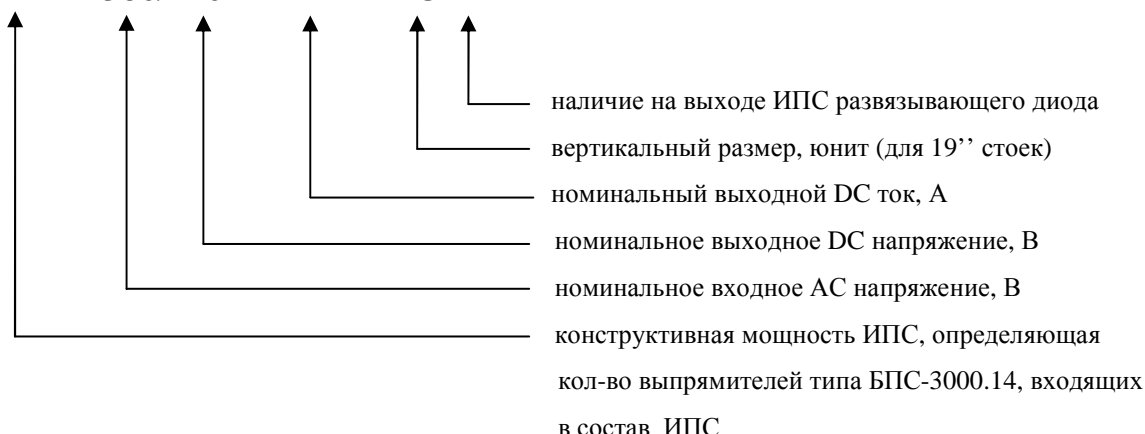 наличие на выходе ИПС развязывающего диода
вертикальный размер, юнит (для 19’’ стоек)
номинальный выходной DC ток, А
номинальное выходное DC напряжение, В
номинальное входное AC напряжение, В
конструктивная мощность ИПС, определяющая
кол-во выпрямителей типа БПС-3000.14, входящих
в состав ИПС